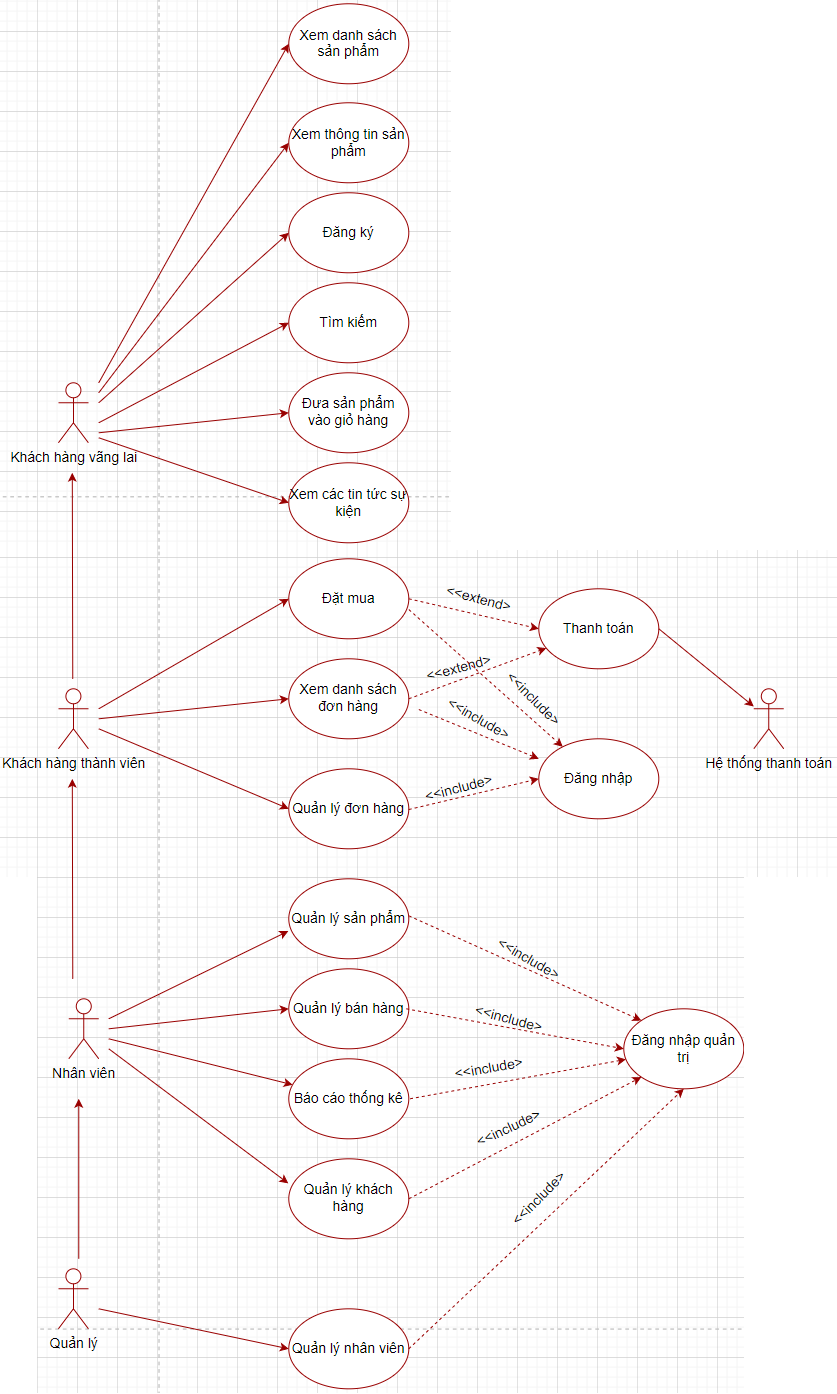 Xem danh sách
sản phẩm
Xem thông tin sản
phẩm
Đăng ký
Tìm kiếm
Đưa sản phẩm
vào giỏ hàng
Khách hàng vãng lai
Xem các tin tức sự
kiện
Đặt mua
<<extend>
Thanh toán
Xem danh sách
đơn hàng
<<extend>
<<include>
<<include>
Khách hàng thành viên
Hệ thống thanh toán
Đăng nhập
Quản lý đơn hàng
<<include>
Quản lý sản phẩm
<<include>
Quản lý bán hàng
<<include>
Đăng nhập quản
trị
Nhân viên
Báo cáo thống kê
<<include>
<<include>
Quản lý khách
hàng
<<include>
Quản lý
Quản lý nhân viên